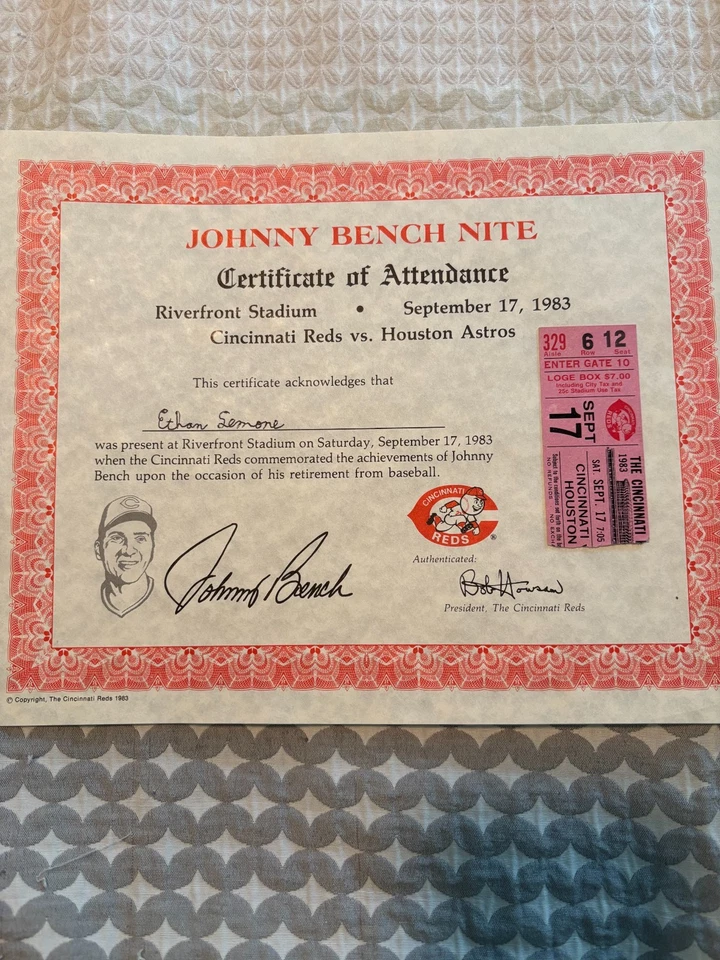 JOHNNY BENCH NITE
Certificate of Attendance
Riverfront Stadium • September 17, 1983
Cincinnati Reds vs. Houston Astros
This certificate acknowledges that
Ethan Lemone
was present at Riverfront Stadium on Saturday, September 17, 1983
when the Cincinnati Reds commemorated the achievements of Johnny
Bench upon the occasion of his retirement from baseball.
C
Johnny Bench
CINCINNATI
REDS
®
Authenticated:
Bob Howsam
President, The Cincinnati Reds
© Copyright, The Cincinnati Reds 1983
329 6 12
Aisle Row Seat
ENTER GATE 10
LOGE BOX $7.00
Including City Tax and
25c Stadium Use Tax
SEPT
17
REDS
THE CINCINNATI
1983
SAT. SEPT. 17 7:05
CINCINNATI
HOUSTON
NO REFUNDS